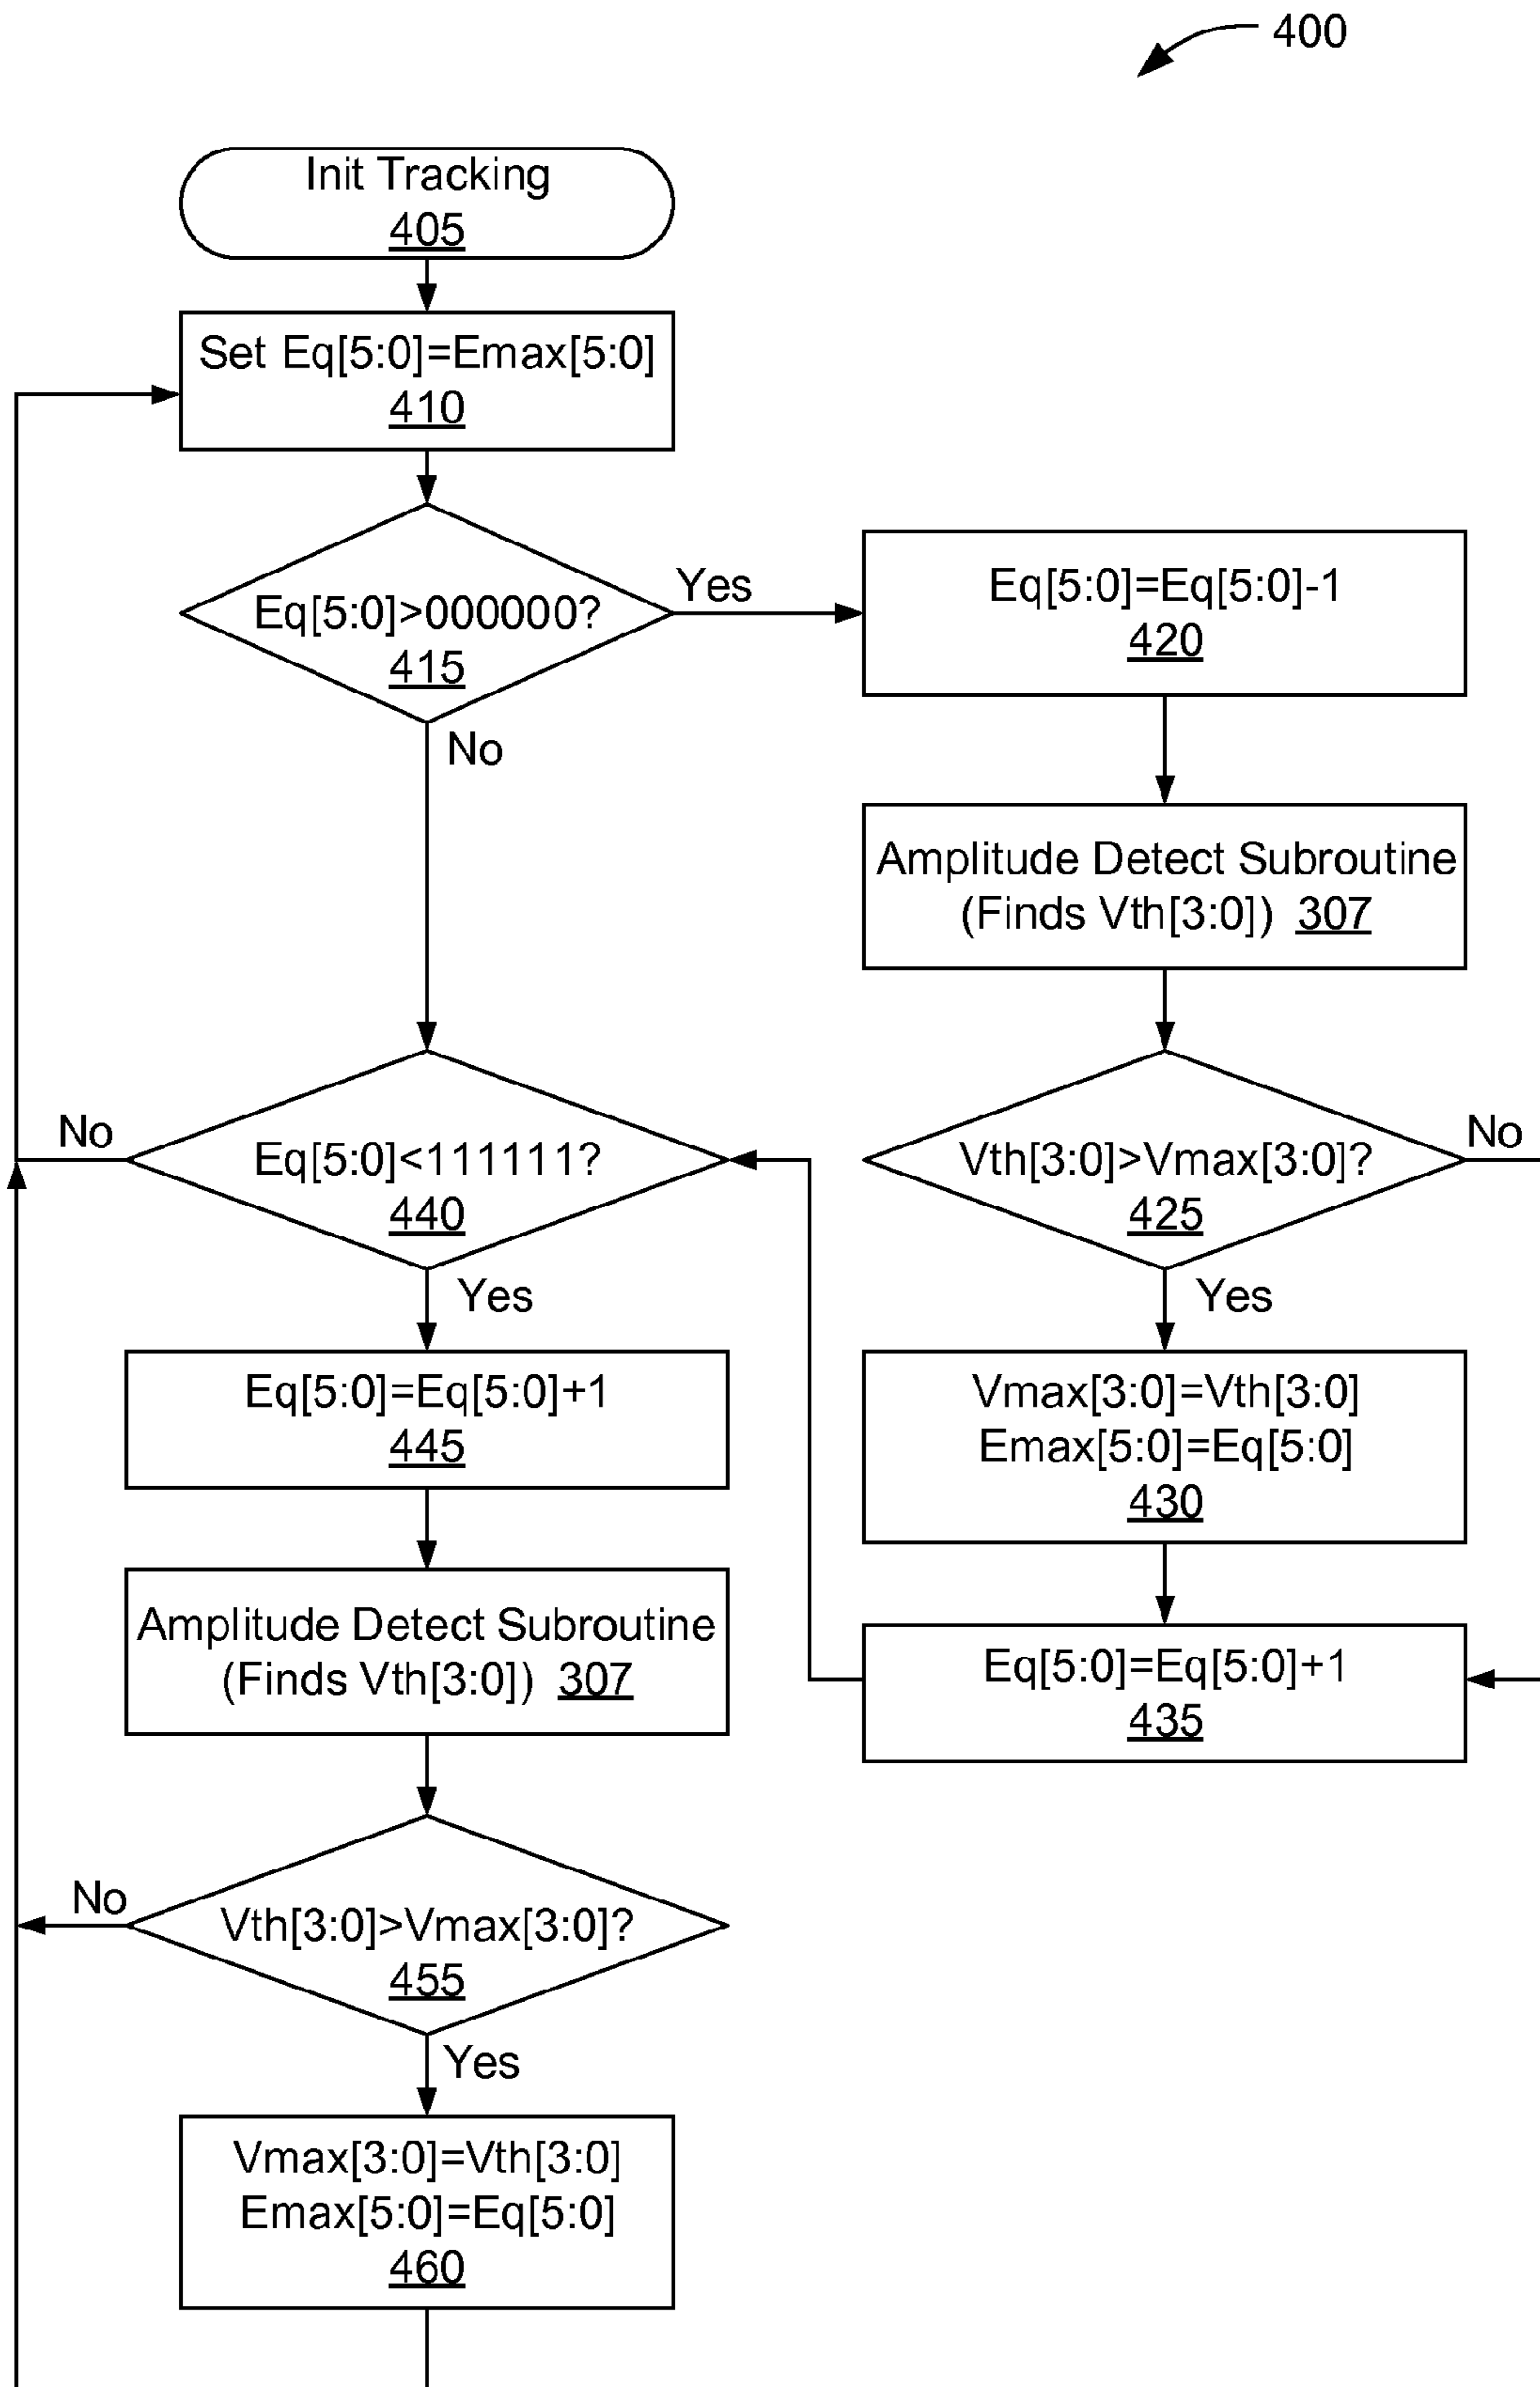 400
Init Tracking
405
Set Eq[5:0]=Emax[5:0]
410
Eq[5:0]>000000?
415
Yes
No
Eq[5:0]=Eq[5:0]-1
420
Amplitude Detect Subroutine
(Finds Vth[3:0]) 307
Vth[3:0]>Vmax[3:0]?
425
No
Yes
Vmax[3:0]=Vth[3:0]
Emax[5:0]=Eq[5:0]
430
Eq[5:0]=Eq[5:0]+1
435
Eq[5:0]<111111?
440
No
Yes
Eq[5:0]=Eq[5:0]+1
445
Amplitude Detect Subroutine
(Finds Vth[3:0]) 307
Vth[3:0]>Vmax[3:0]?
455
No
Yes
Vmax[3:0]=Vth[3:0]
Emax[5:0]=Eq[5:0]
460